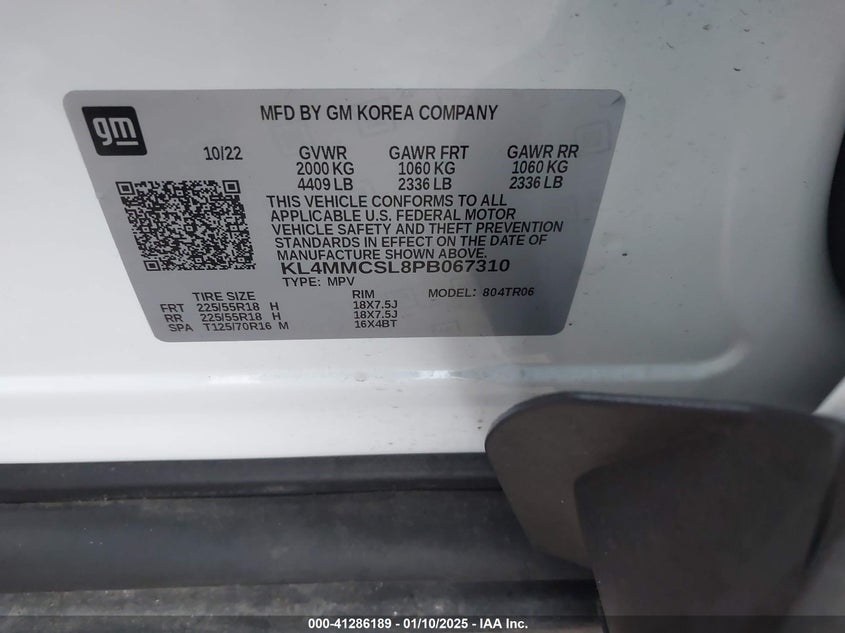 gm
MFD BY GM KOREA COMPANY
10/22 GVWR GAWR FRT GAWR RR
2000 KG 1060 KG 1060 KG
4409 LB 2336 LB 2336 LB
THIS VEHICLE CONFORMS TO ALL
APPLICABLE U.S. FEDERAL MOTOR
VEHICLE SAFETY AND THEFT PREVENTION
STANDARDS IN EFFECT ON THE DATE OF
MANUFACTURE SHOWN ABOVE.
KL4MMCSL8PB067310
TYPE: MPV
TIRE SIZE RIM MODEL: 804TR06
FRT 225/55R18 H 18X7.5J
RR 225/55R18 H 18X7.5J
SPA T125/70R16 M 16X4BT
000-41286189 - 01/10/2025 - IAA Inc.